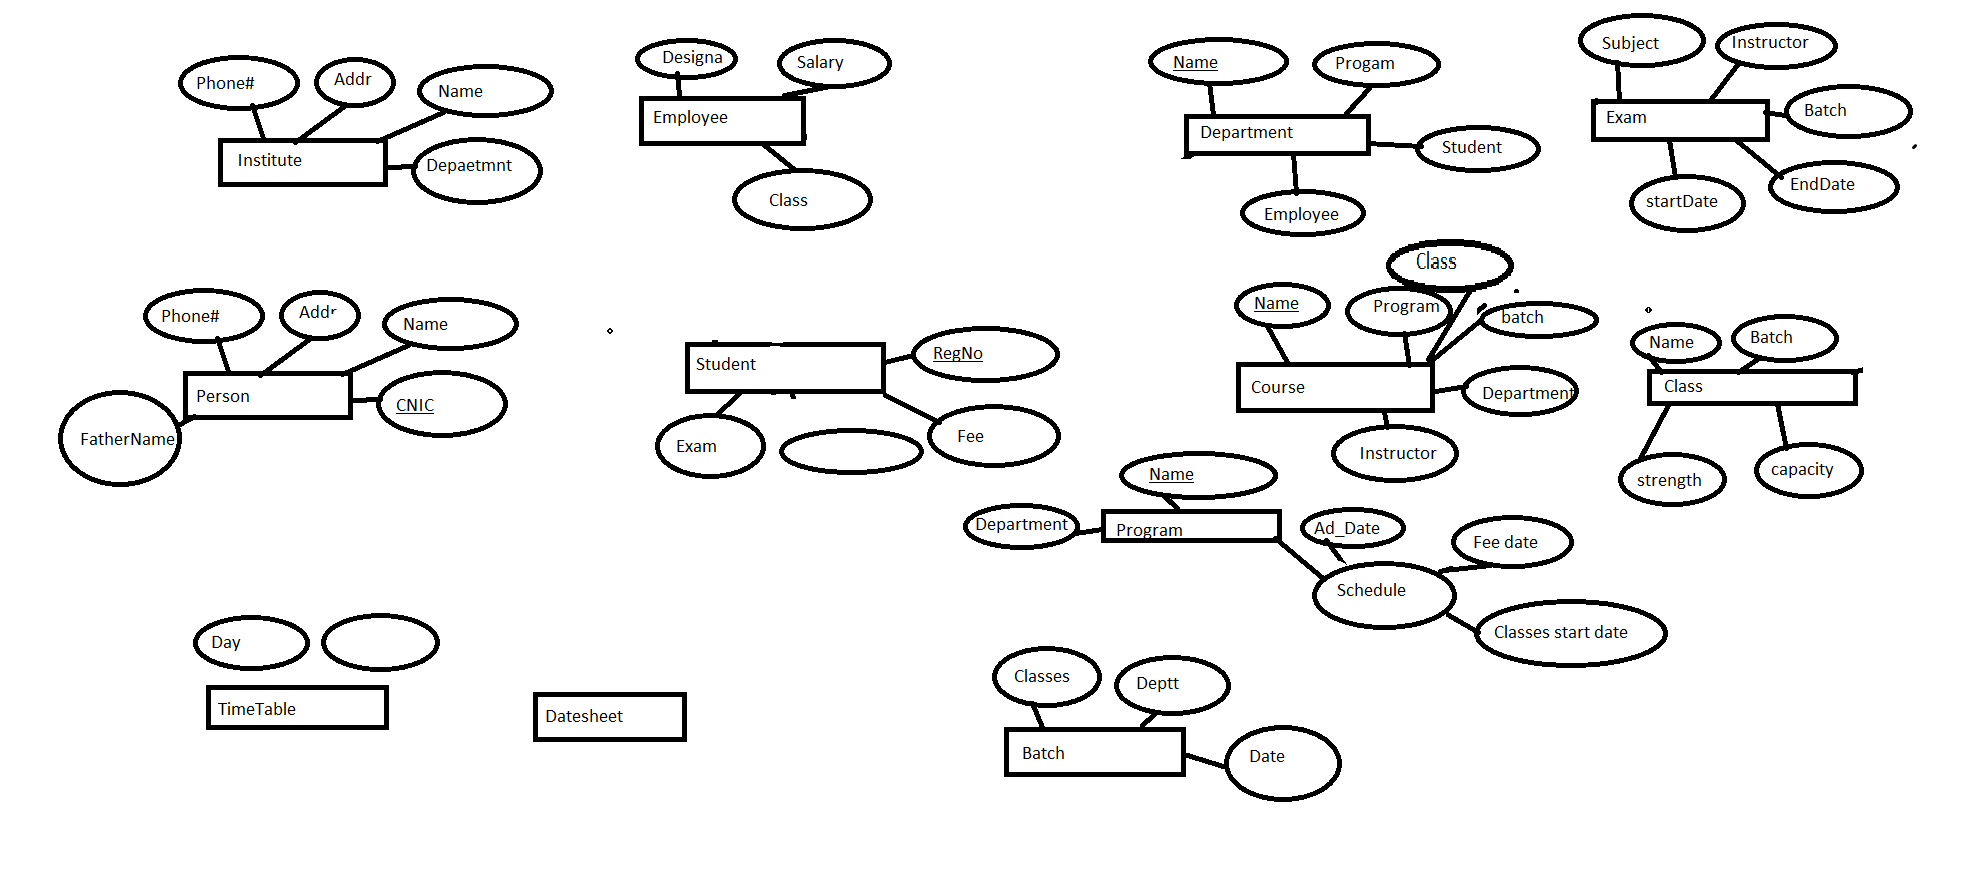 Phone#
Addr
Name
Institute
Depaetmnt
Designa
Salary
Employee
Class
Name
Progam
Department
Student
Employee
Subject
Instructor
Exam
Batch
startDate
EndDate
Phone#
Addr
Name
Person
CNIC
FatherName
Student
RegNo
Exam
Fee
Class
Name
Program
batch
Course
Department
Instructor
Name
Batch
Class
strength
capacity
Name
Department
Program
Ad_Date
Fee date
Schedule
Classes start date
Day
TimeTable
Datesheet
Classes
Deptt
Batch
Date